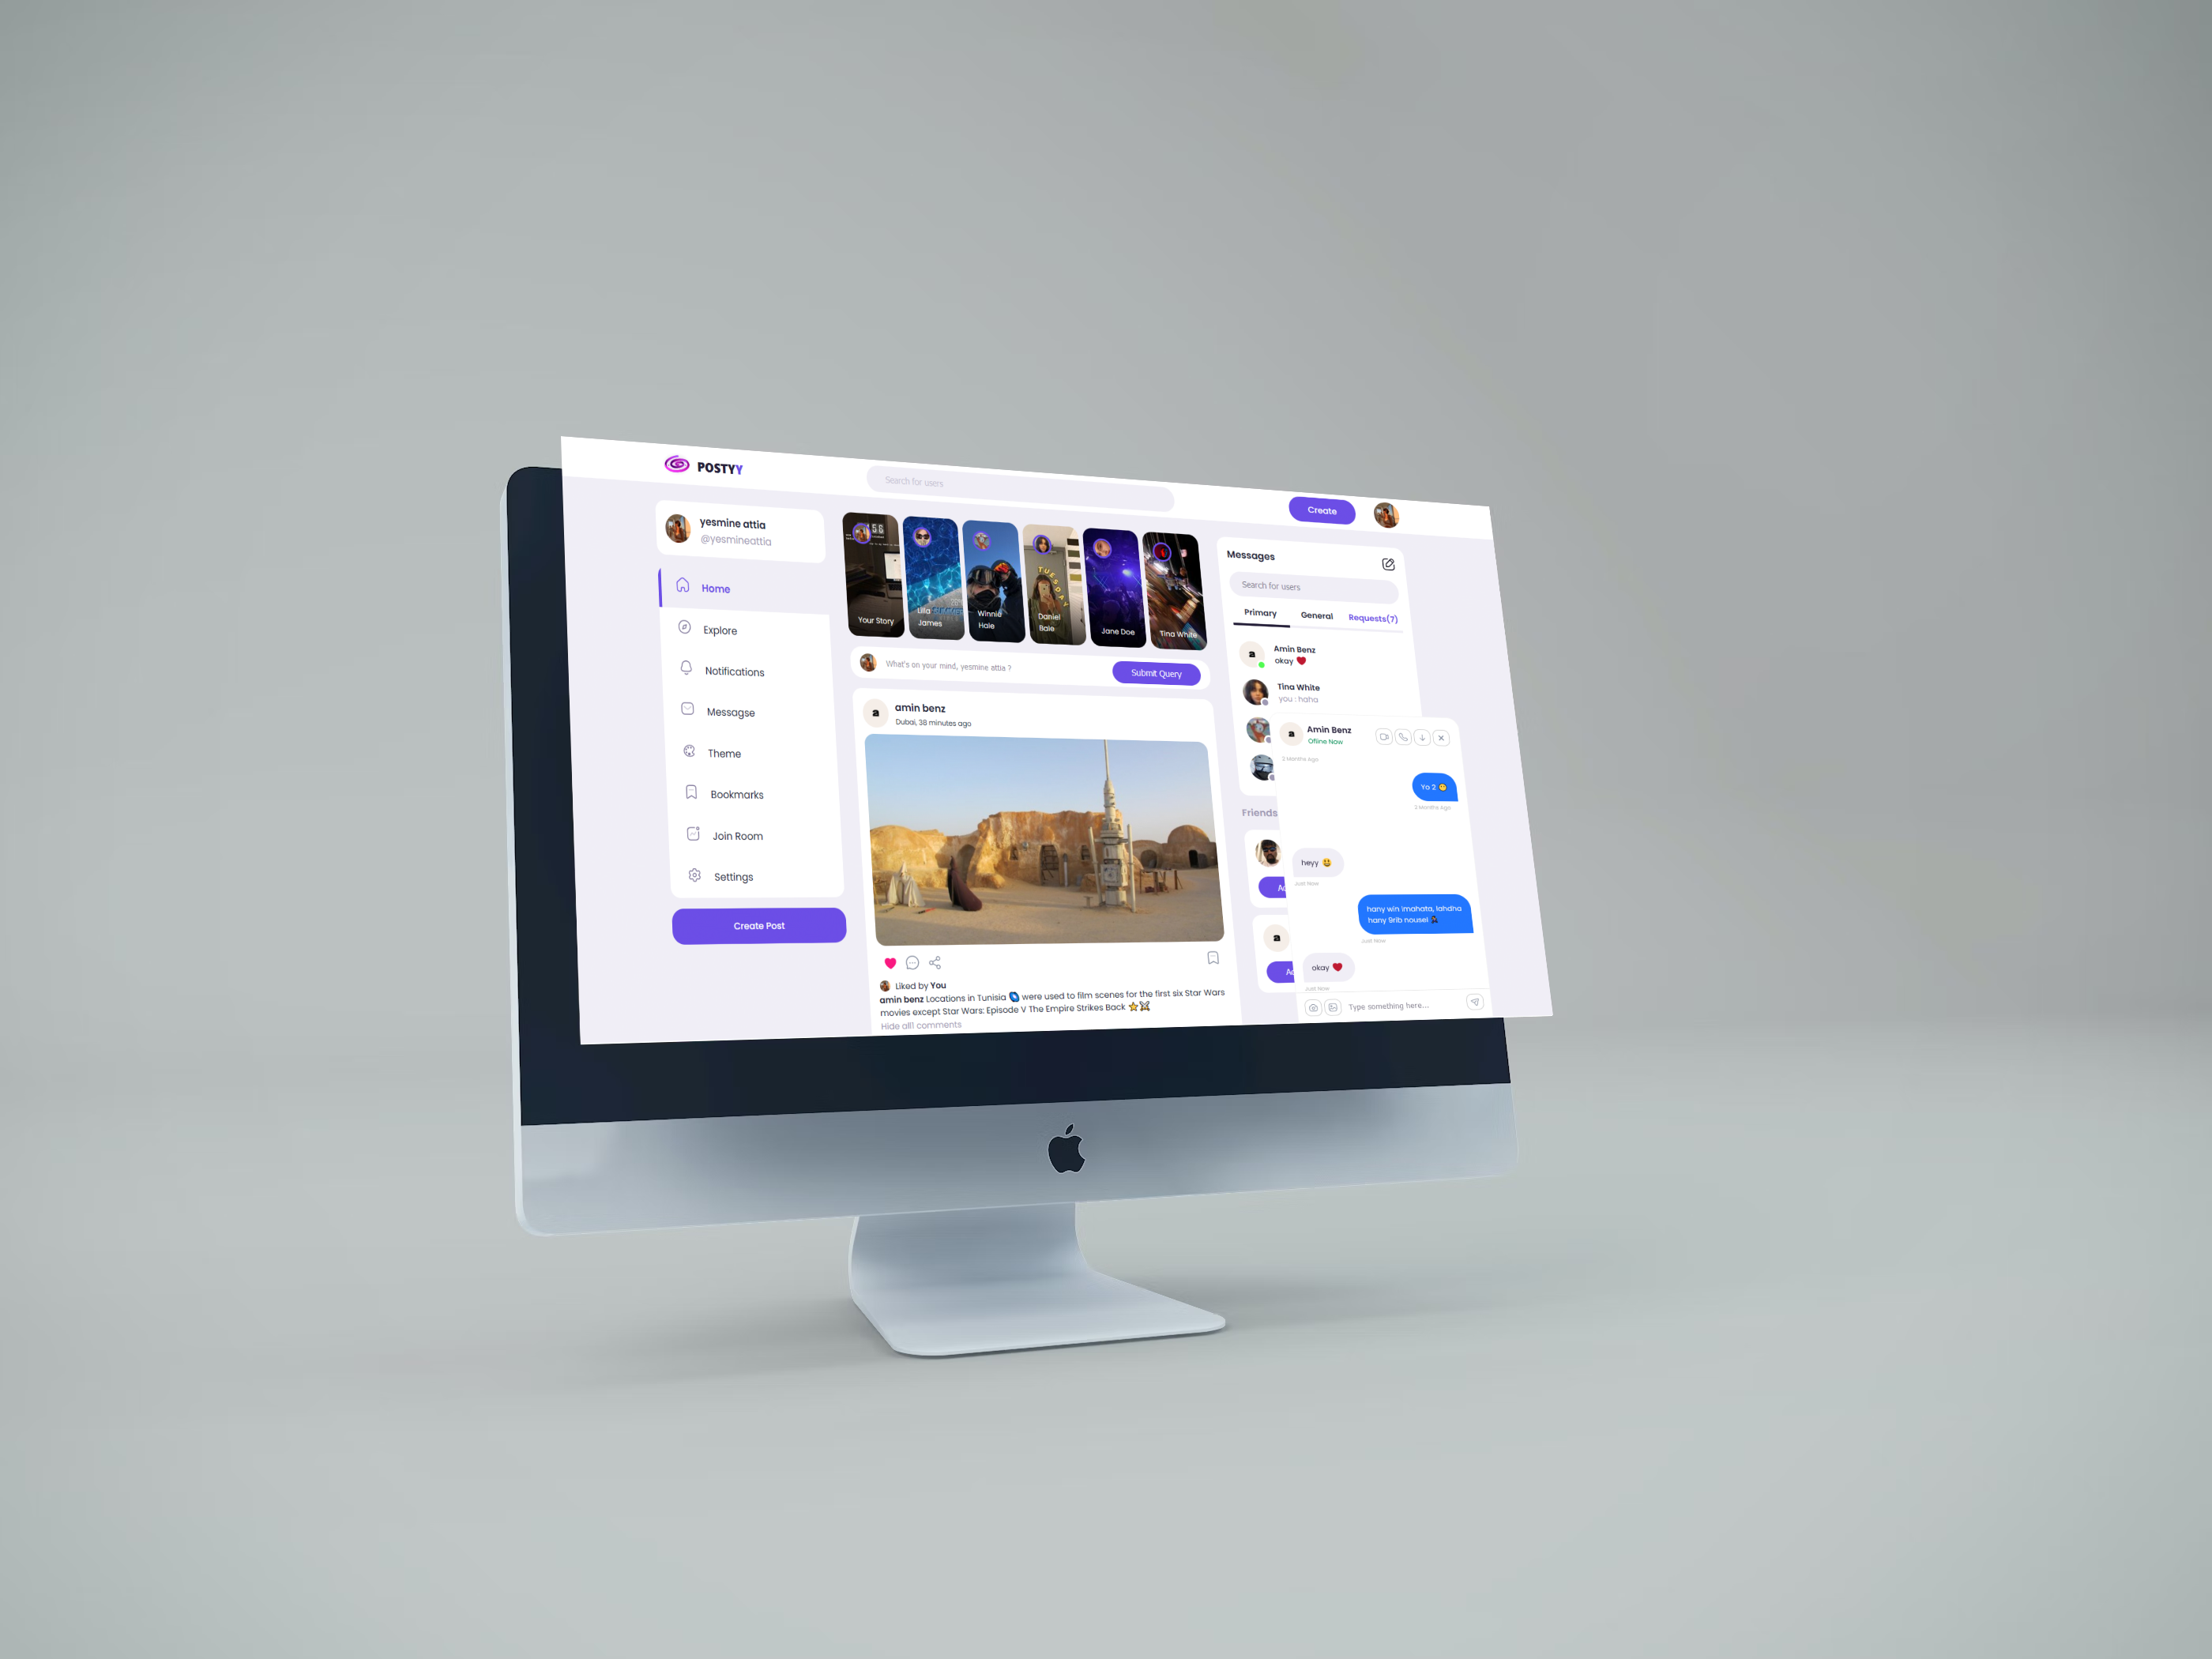 POSTYY
Search for users
Create
yesmine attia
@yesmineattia
Home
Explore
Notifications
Messagse
Theme
Bookmarks
Join Room
Settings
Create Post
56
Your Story
Lilla
James
Winnie
Hale
TUESDAY
Daniel
Bale
Jane Doe
Tina White
What's on your mind, yesmine attia ?
Submit Query
a
amin benz
Dubai, 38 minutes ago
Liked by You
amin benz Locations in Tunisia 🌀 were used to film scenes for the first six Star Wars
movies except Star Wars: Episode V The Empire Strikes Back ⭐⚔️
Hide all1 comments
Messages
Search for users
Primary General Requests(7)
a
Amin Benz
okay ❤️
Tina White
you : haha
Friends
a
a
Amin Benz
Ofline Now
2 Months Ago
Yo 2
2 Months Ago
heyy 😃
Just Now
hany win lmahata, lahdha
hany 9rib nousel
Just Now
okay ❤️
Just Now
Type something here...